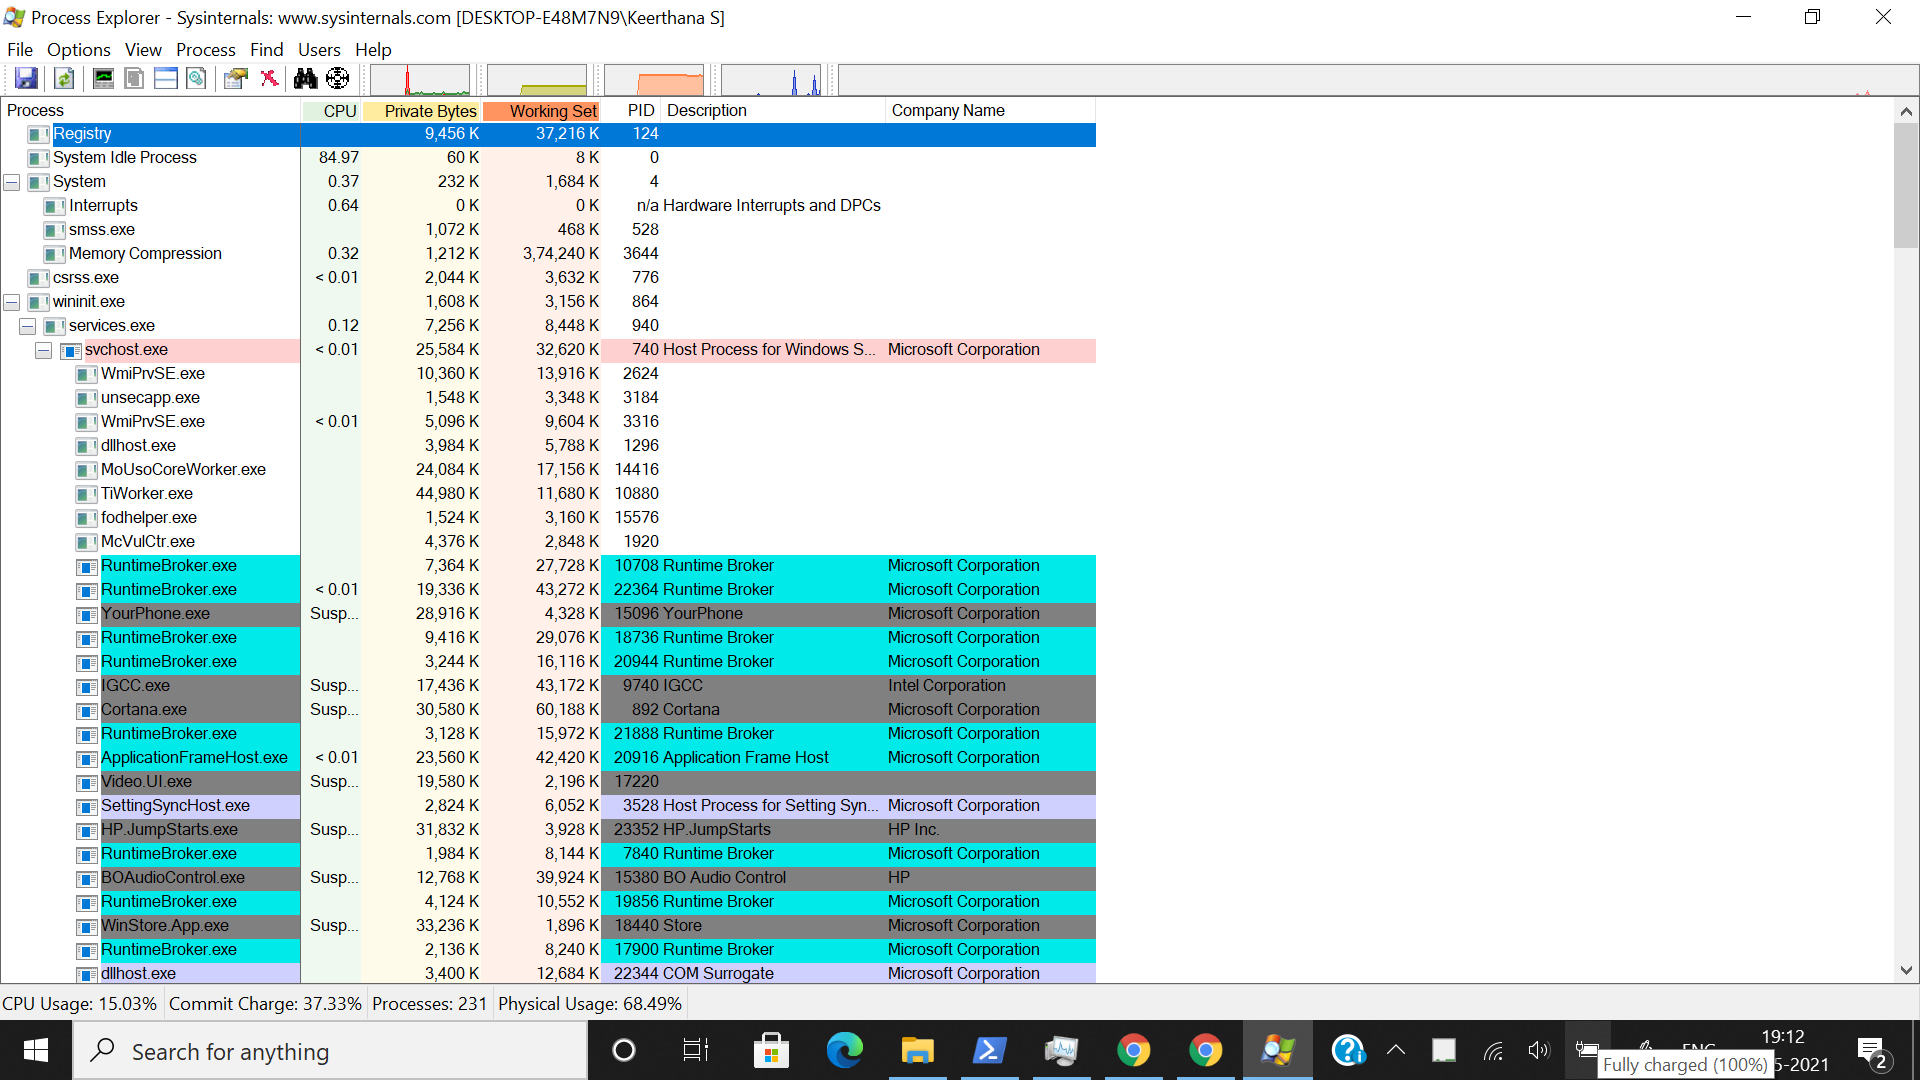 Process Explorer - Sysinternals: www.sysinternals.com [DESKTOP-E48M7N9\Keerthana S]
File Options View Process Find Users Help
Process CPU Private Bytes Working Set PID Description Company Name
Registry 9,456 K 37,216 K 124
System Idle Process 84.97 60 K 8 K 0
System 0.37 232 K 1,684 K 4
Interrupts 0.64 0 K 0 K n/a Hardware Interrupts and DPCs
smss.exe 1,072 K 468 K 528
Memory Compression 0.32 1,212 K 3,74,240 K 3644
csrss.exe < 0.01 2,044 K 3,632 K 776
wininit.exe 1,608 K 3,156 K 864
services.exe 0.12 7,256 K 8,448 K 940
svchost.exe < 0.01 25,584 K 32,620 K 740 Host Process for Windows S... Microsoft Corporation
WmiPrvSE.exe 10,360 K 13,916 K 2624
unsecapp.exe 1,548 K 3,348 K 3184
WmiPrvSE.exe < 0.01 5,096 K 9,604 K 3316
dllhost.exe 3,984 K 5,788 K 1296
MoUsoCoreWorker.exe 24,084 K 17,156 K 14416
TiWorker.exe 44,980 K 11,680 K 10880
fodhelper.exe 1,524 K 3,160 K 15576
McVulCtr.exe 4,376 K 2,848 K 1920
RuntimeBroker.exe 7,364 K 27,728 K 10708 Runtime Broker Microsoft Corporation
RuntimeBroker.exe < 0.01 19,336 K 43,272 K 22364 Runtime Broker Microsoft Corporation
YourPhone.exe Susp... 28,916 K 4,328 K 15096 YourPhone Microsoft Corporation
RuntimeBroker.exe 9,416 K 29,076 K 18736 Runtime Broker Microsoft Corporation
RuntimeBroker.exe 3,244 K 16,116 K 20944 Runtime Broker Microsoft Corporation
IGCC.exe Susp... 17,436 K 43,172 K 9740 IGCC Intel Corporation
Cortana.exe Susp... 30,580 K 60,188 K 892 Cortana Microsoft Corporation
RuntimeBroker.exe 3,128 K 15,972 K 21888 Runtime Broker Microsoft Corporation
ApplicationFrameHost.exe < 0.01 23,560 K 42,420 K 20916 Application Frame Host Microsoft Corporation
Video.UI.exe Susp... 19,580 K 2,196 K 17220
SettingSyncHost.exe 2,824 K 6,052 K 3528 Host Process for Setting Syn... Microsoft Corporation
HP.JumpStarts.exe Susp... 31,832 K 3,928 K 23352 HP.JumpStarts HP Inc.
RuntimeBroker.exe 1,984 K 8,144 K 7840 Runtime Broker Microsoft Corporation
BOAudioControl.exe Susp... 12,768 K 39,924 K 15380 BO Audio Control HP
RuntimeBroker.exe 4,124 K 10,552 K 19856 Runtime Broker Microsoft Corporation
WinStore.App.exe Susp... 33,236 K 1,896 K 18440 Store Microsoft Corporation
RuntimeBroker.exe 2,136 K 8,240 K 17900 Runtime Broker Microsoft Corporation
dllhost.exe 3,400 K 12,684 K 22344 COM Surrogate Microsoft Corporation
CPU Usage: 15.03% Commit Charge: 37.33% Processes: 231 Physical Usage: 68.49%
Search for anything
19:12
Fully charged (100%) 5-2021
2